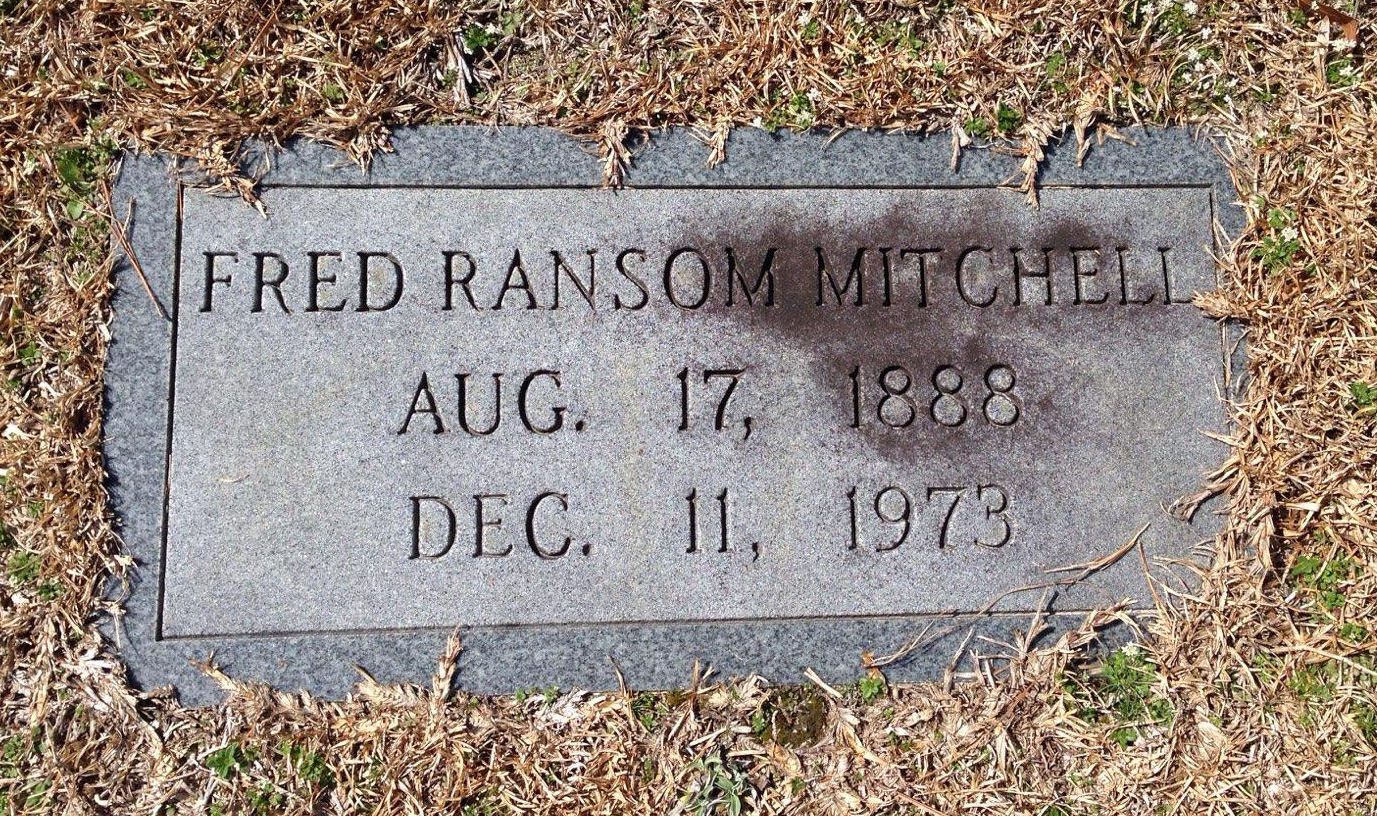 FRED RANSOM MITCHELL
AUG. 17, 1888
DEC. 11, 1973